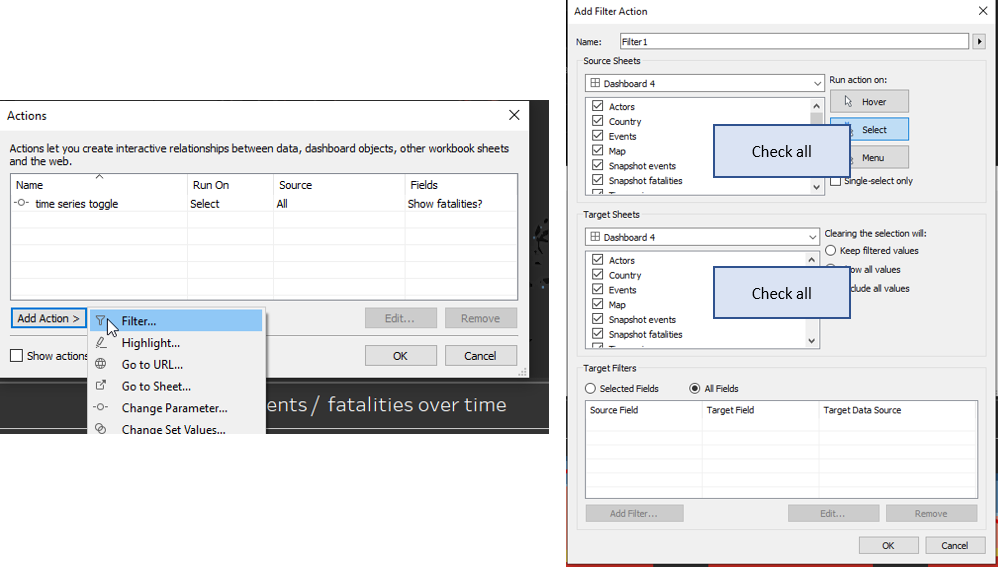 Actions
Actions let you create interactive relationships between data, dashboard objects, other workbook sheets
and the web.
Name Run On Source Fields
time series toggle Select All Show fatalities?
Add Action > Edit... Remove
Filter...
Highlight...
Go to URL...
Go to Sheet...
Change Parameter...
Change Set Values...
Show actions
OK Cancel
ents / fatalities over time
Add Filter Action
Name: Filter1
Source Sheets
Dashboard 4
Actors
Country
Events
Map
Snapshot events
Snapshot fatalities
Run action on:
Hover
Select
Menu
Single-select only
Check all
Target Sheets
Dashboard 4
Actors
Country
Events
Map
Snapshot events
Snapshot fatalities
Clearing the selection will:
Keep filtered values
ow all values
clude all values
Check all
Target Filters
Selected Fields All Fields
Source Field Target Field Target Data Source
Add Filter... Edit... Remove
OK Cancel